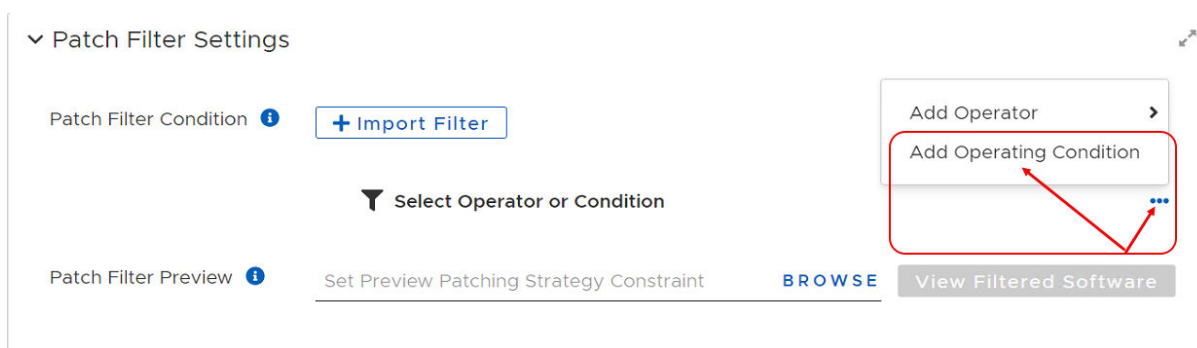 Patch Filter Settings
Patch Filter Condition
+ Import Filter
Add Operator
Add Operating Condition
Select Operator or Condition
Patch Filter Preview
Set Preview Patching Strategy Constraint
BROWSE
View Filtered Software